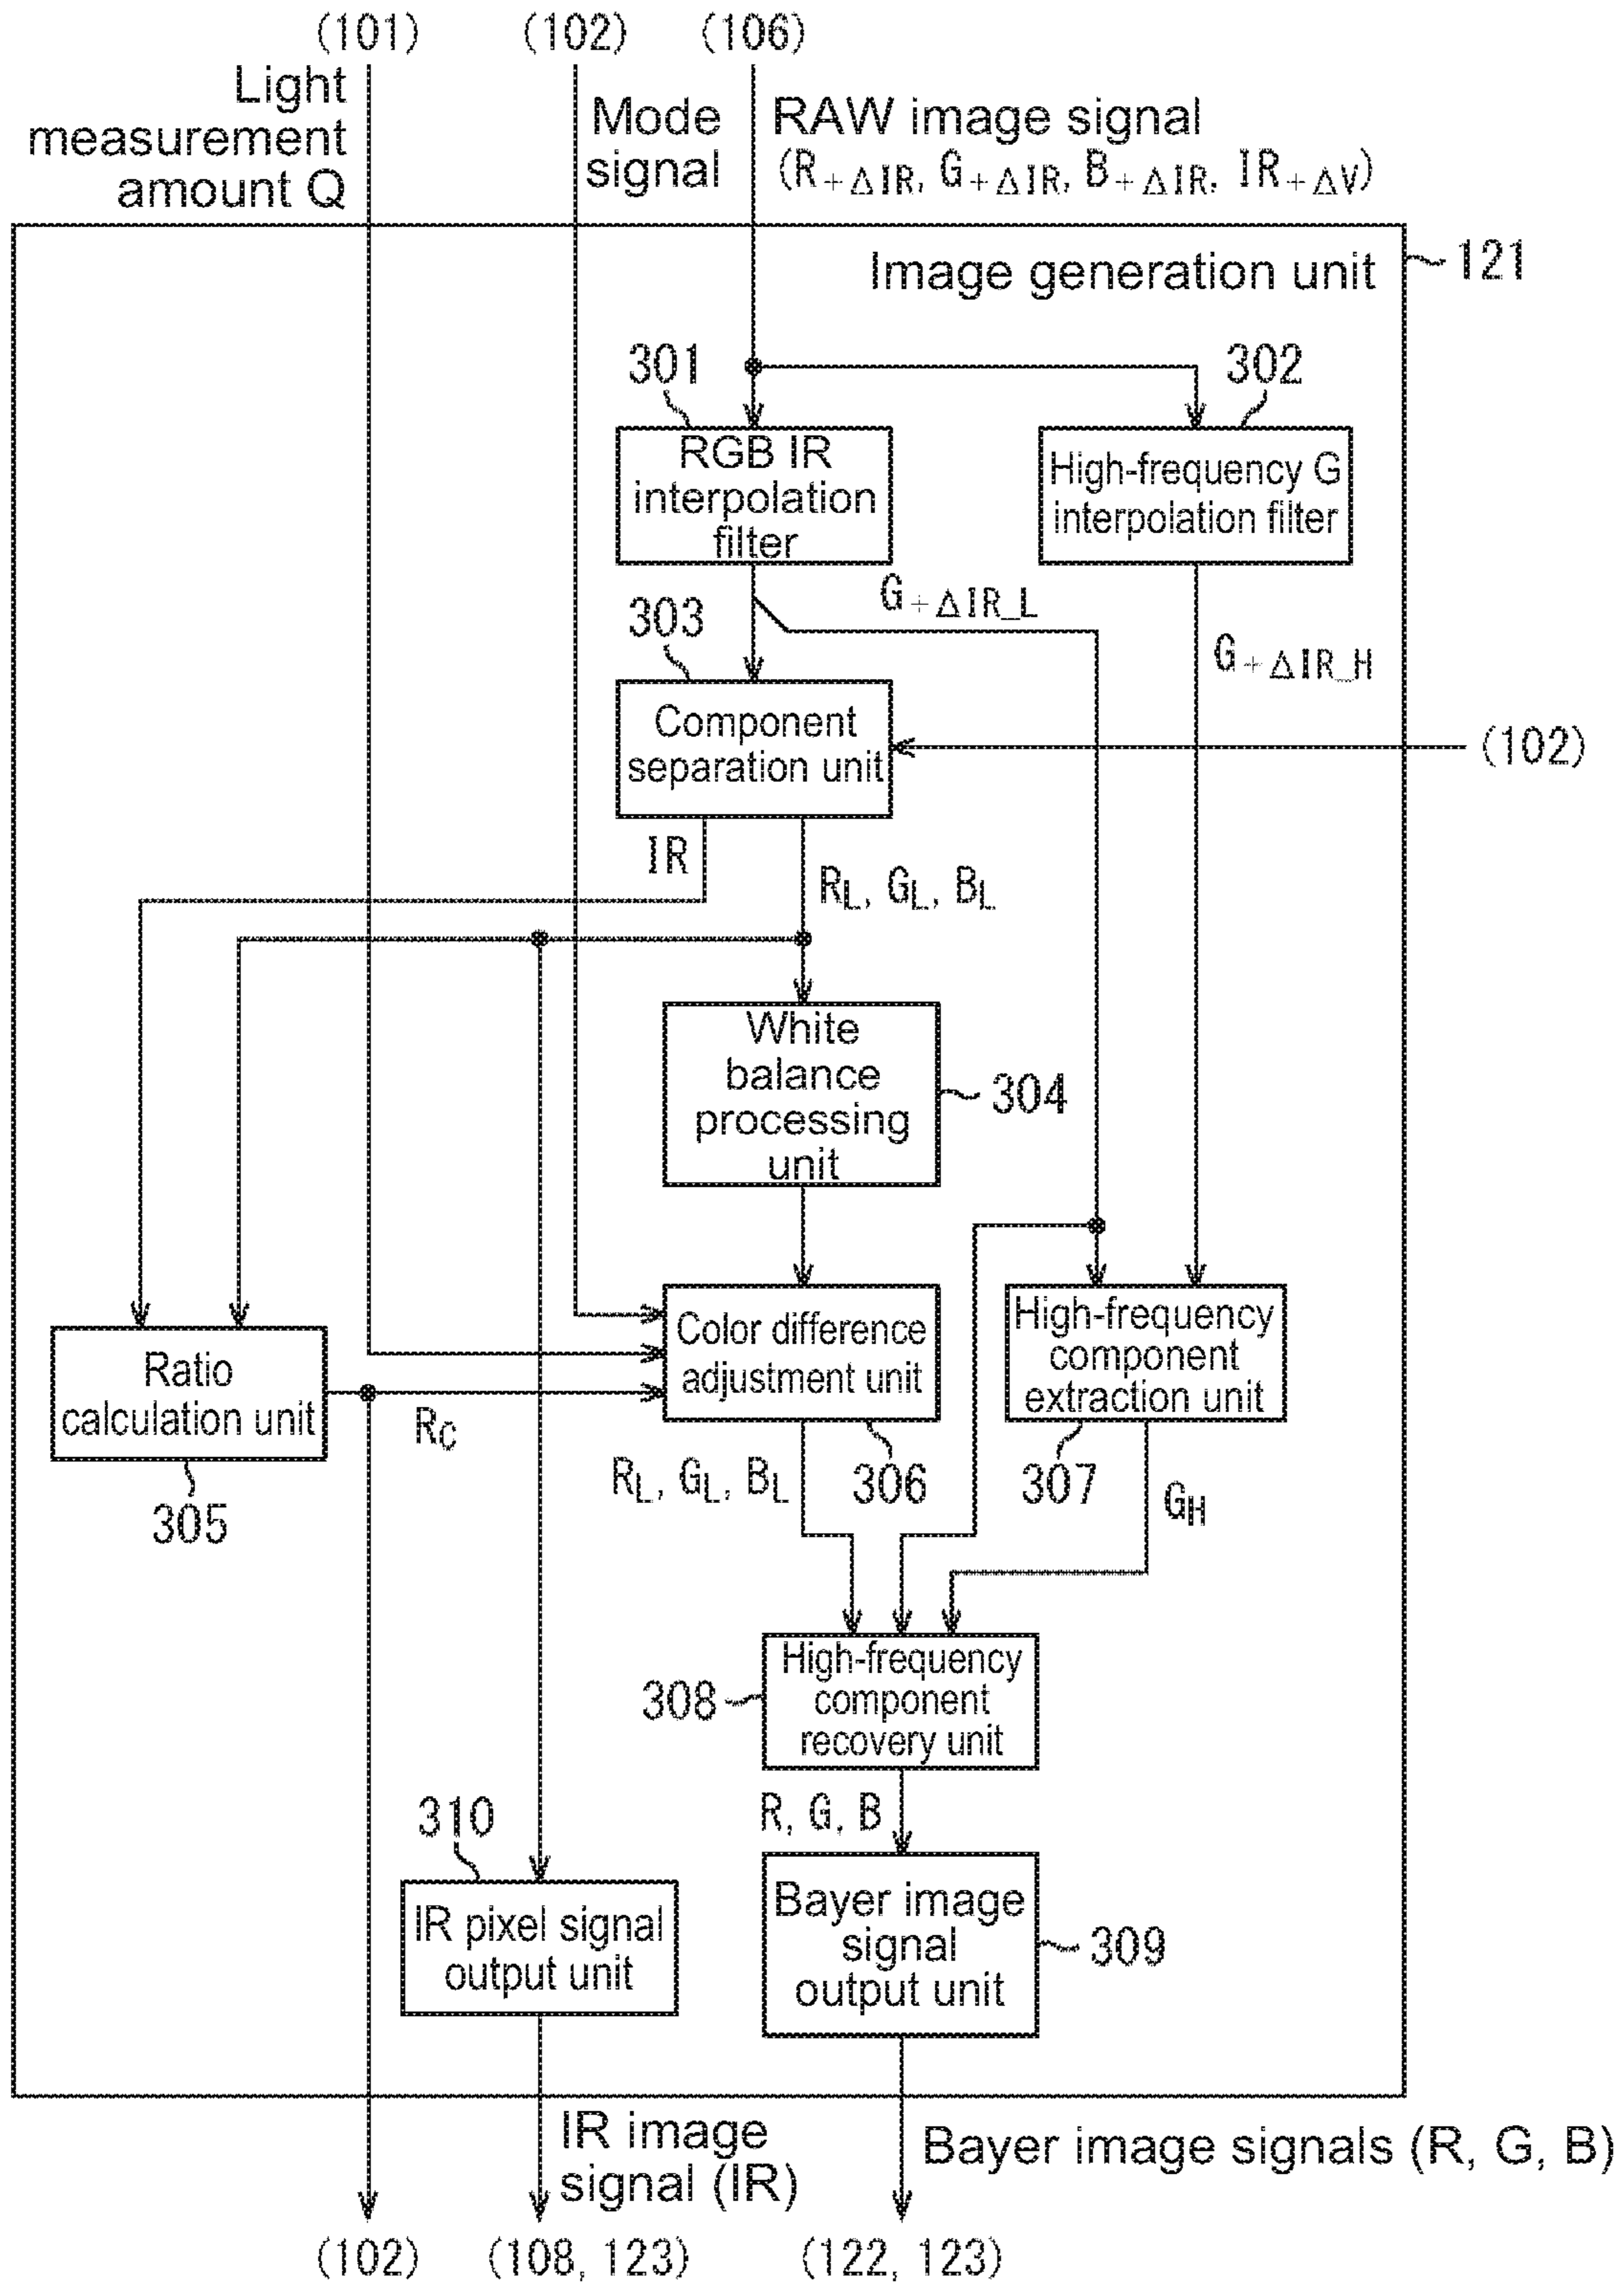 (101)
(102)
(106)
Light
measurement
amount Q
Mode
signal
RAW image signal
(R+ΔIR, G+ΔIR, B+ΔIR, IR+ΔV)
Image generation unit
121
301
302
RGB IR
interpolation
filter
High-frequency G
interpolation filter
G+ΔIR_L
303
G+ΔIR_H
Component
separation unit
(102)
IR
RL, GL, BL
White
balance
processing
unit
304
Ratio
calculation unit
305
RC
Color difference
adjustment unit
306
High-frequency
component
extraction unit
307
RL, GL, BL
GH
High-frequency
component
recovery unit
308
R, G, B
310
IR pixel signal
output unit
Bayer image
signal
output unit
309
IR image
signal (IR)
Bayer image signals (R, G, B)
(102)
(108, 123)
(122, 123)